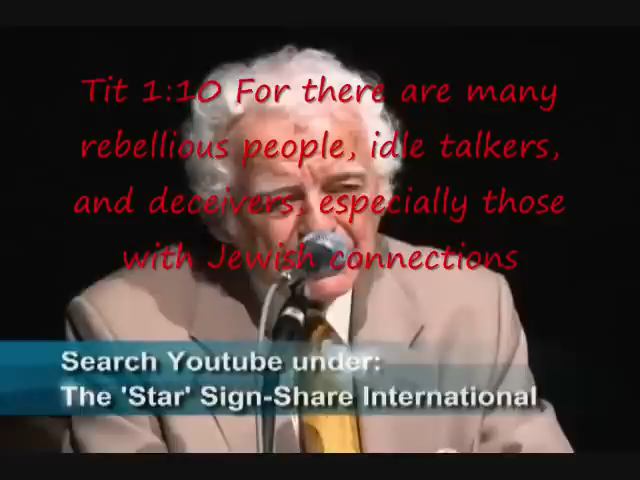 Tit 1:10 For there are many
rebellious people, idle talkers,
and deceivers, especially those
with Jewish connections
Search Youtube under:
The 'Star' Sign-Share International